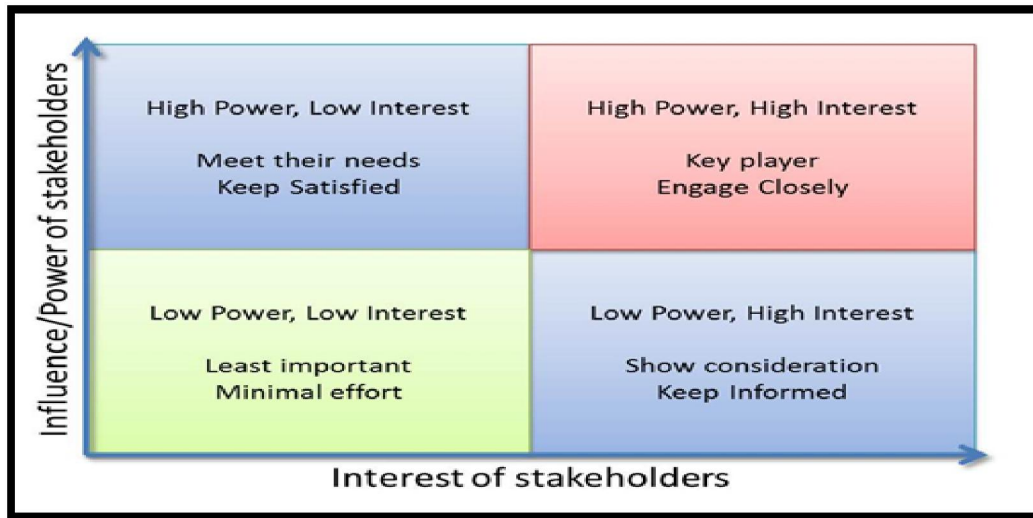 Influence/Power of stakeholders
High Power, Low Interest
Meet their needs
Keep Satisfied
High Power, High Interest
Key player
Engage Closely
Low Power, Low Interest
Least important
Minimal effort
Low Power, High Interest
Show consideration
Keep Informed
Interest of stakeholders